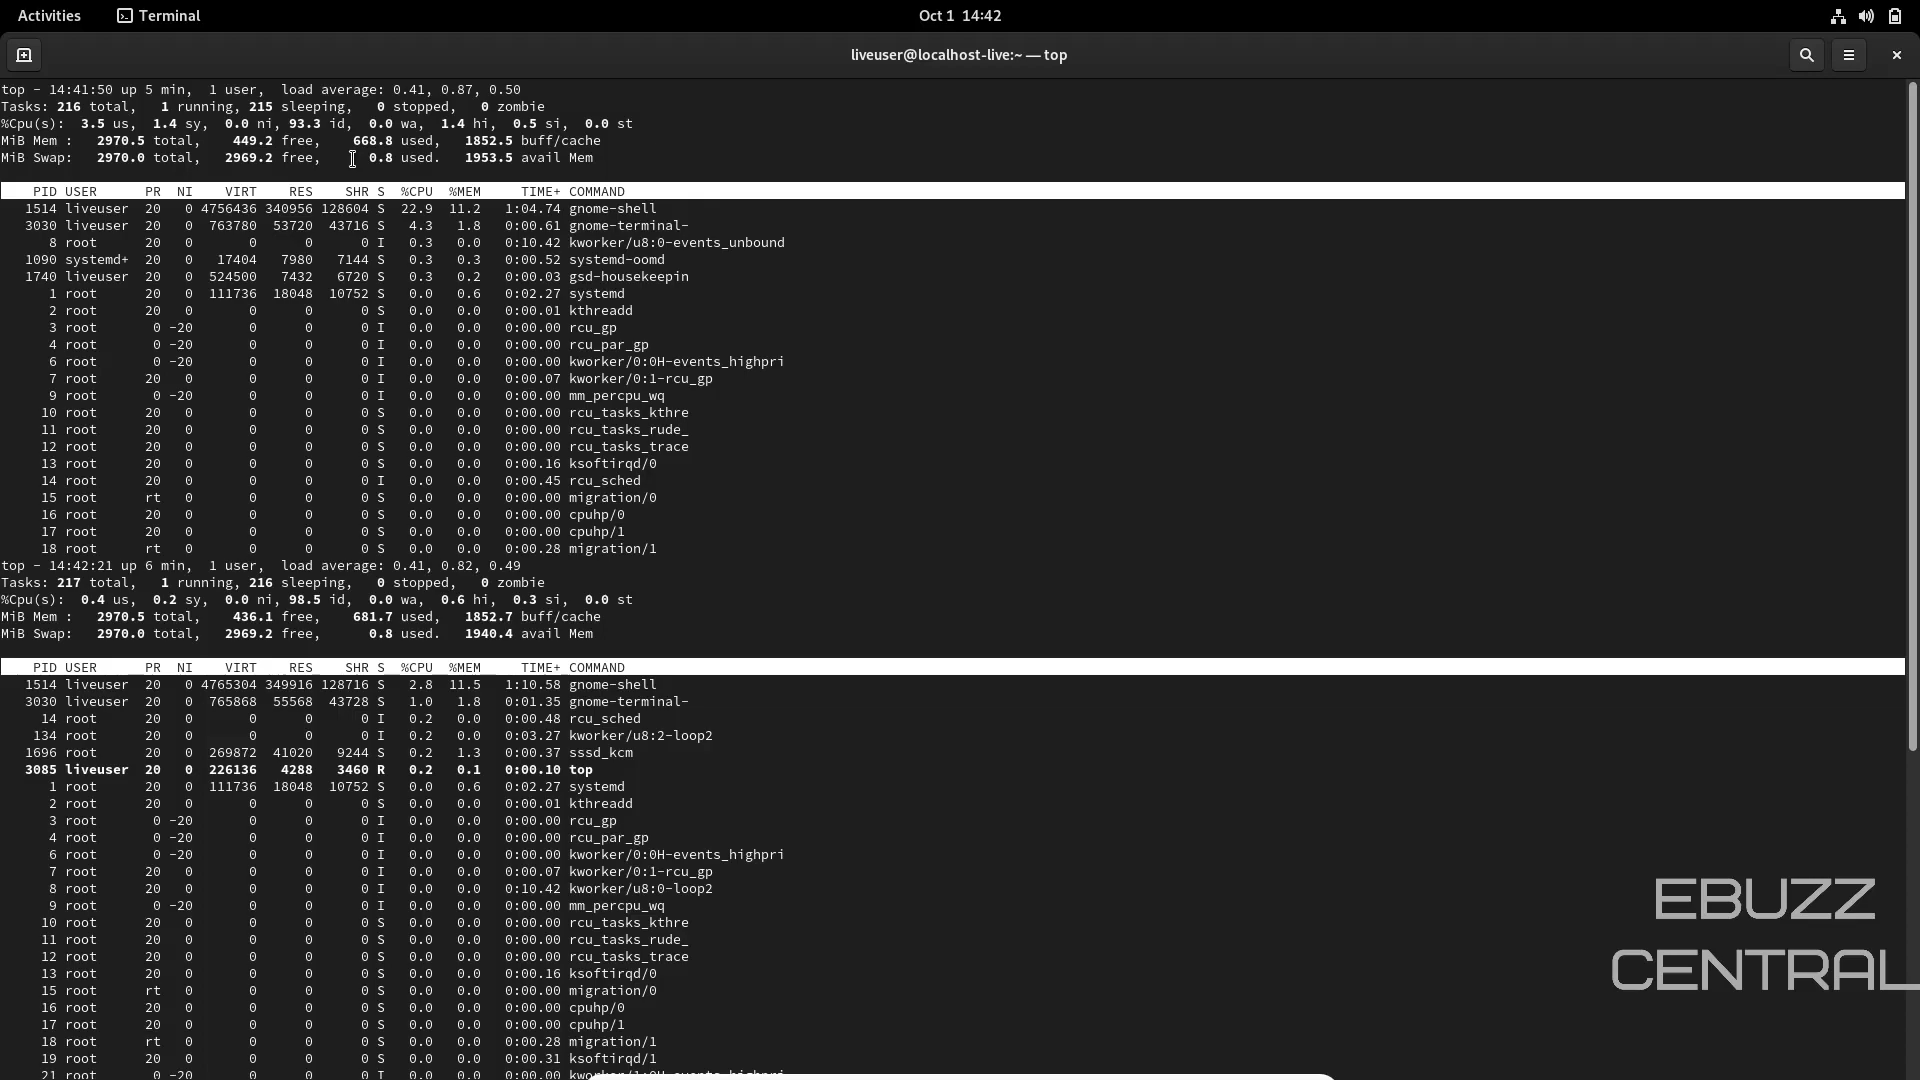 Activities Terminal Oct 1 14:42
liveuser@localhost-live:~ — top
top - 14:41:50 up 5 min, 1 user, load average: 0.41, 0.87, 0.50
Tasks: 216 total, 1 running, 215 sleeping, 0 stopped, 0 zombie
%Cpu(s): 3.5 us, 1.4 sy, 0.0 ni, 93.3 id, 0.0 wa, 1.4 hi, 0.5 si, 0.0 st
MiB Mem : 2970.5 total, 449.2 free, 668.8 used, 1852.5 buff/cache
MiB Swap: 2970.0 total, 2969.2 free, 0.8 used. 1953.5 avail Mem
PID USER PR NI VIRT RES SHR S %CPU %MEM TIME+ COMMAND
1514 liveuser 20 0 4756436 340956 128604 S 22.9 11.2 1:04.74 gnome-shell
3030 liveuser 20 0 763780 53720 43716 S 4.3 1.8 0:00.61 gnome-terminal-
8 root 20 0 0 0 0 I 0.3 0.0 0:10.42 kworker/u8:0-events_unbound
1090 systemd+ 20 0 17404 7980 7144 S 0.3 0.3 0:00.52 systemd-oomd
1740 liveuser 20 0 524500 7432 6720 S 0.3 0.2 0:00.03 gsd-housekeepin
1 root 20 0 111736 18048 10752 S 0.0 0.6 0:02.27 systemd
2 root 20 0 0 0 0 S 0.0 0.0 0:00.01 kthreadd
3 root 0 -20 0 0 0 I 0.0 0.0 0:00.00 rcu_gp
4 root 0 -20 0 0 0 I 0.0 0.0 0:00.00 rcu_par_gp
6 root 0 -20 0 0 0 I 0.0 0.0 0:00.00 kworker/0:0H-events_highpri
7 root 20 0 0 0 0 I 0.0 0.0 0:00.07 kworker/0:1-rcu_gp
9 root 0 -20 0 0 0 I 0.0 0.0 0:00.00 mm_percpu_wq
10 root 20 0 0 0 0 S 0.0 0.0 0:00.00 rcu_tasks_kthre
11 root 20 0 0 0 0 S 0.0 0.0 0:00.00 rcu_tasks_rude_
12 root 20 0 0 0 0 S 0.0 0.0 0:00.00 rcu_tasks_trace
13 root 20 0 0 0 0 S 0.0 0.0 0:00.16 ksoftirqd/0
14 root 20 0 0 0 0 I 0.0 0.0 0:00.45 rcu_sched
15 root rt 0 0 0 0 S 0.0 0.0 0:00.00 migration/0
16 root 20 0 0 0 0 S 0.0 0.0 0:00.00 cpuhp/0
17 root 20 0 0 0 0 S 0.0 0.0 0:00.00 cpuhp/1
18 root rt 0 0 0 0 S 0.0 0.0 0:00.28 migration/1
top - 14:42:21 up 6 min, 1 user, load average: 0.41, 0.82, 0.49
Tasks: 217 total, 1 running, 216 sleeping, 0 stopped, 0 zombie
%Cpu(s): 0.4 us, 0.2 sy, 0.0 ni, 98.5 id, 0.0 wa, 0.6 hi, 0.3 si, 0.0 st
MiB Mem : 2970.5 total, 436.1 free, 681.7 used, 1852.7 buff/cache
MiB Swap: 2970.0 total, 2969.2 free, 0.8 used. 1940.4 avail Mem
PID USER PR NI VIRT RES SHR S %CPU %MEM TIME+ COMMAND
1514 liveuser 20 0 4765304 349916 128716 S 2.8 11.5 1:10.58 gnome-shell
3030 liveuser 20 0 765868 55568 43728 S 1.0 1.8 0:01.35 gnome-terminal-
14 root 20 0 0 0 0 I 0.2 0.0 0:00.48 rcu_sched
134 root 20 0 0 0 0 I 0.2 0.0 0:03.27 kworker/u8:2-loop2
1696 root 20 0 269872 41020 9244 S 0.2 1.3 0:00.37 sssd_kcm
3085 liveuser 20 0 226136 4288 3460 R 0.2 0.1 0:00.10 top
1 root 20 0 111736 18048 10752 S 0.0 0.6 0:02.27 systemd
2 root 20 0 0 0 0 S 0.0 0.0 0:00.01 kthreadd
3 root 0 -20 0 0 0 I 0.0 0.0 0:00.00 rcu_gp
4 root 0 -20 0 0 0 I 0.0 0.0 0:00.00 rcu_par_gp
6 root 0 -20 0 0 0 I 0.0 0.0 0:00.00 kworker/0:0H-events_highpri
7 root 20 0 0 0 0 I 0.0 0.0 0:00.07 kworker/0:1-rcu_gp
8 root 20 0 0 0 0 I 0.0 0.0 0:10.42 kworker/u8:0-loop2
9 root 0 -20 0 0 0 I 0.0 0.0 0:00.00 mm_percpu_wq
10 root 20 0 0 0 0 S 0.0 0.0 0:00.00 rcu_tasks_kthre
11 root 20 0 0 0 0 S 0.0 0.0 0:00.00 rcu_tasks_rude_
12 root 20 0 0 0 0 S 0.0 0.0 0:00.00 rcu_tasks_trace
13 root 20 0 0 0 0 S 0.0 0.0 0:00.16 ksoftirqd/0
15 root rt 0 0 0 0 S 0.0 0.0 0:00.00 migration/0
16 root 20 0 0 0 0 S 0.0 0.0 0:00.00 cpuhp/0
17 root 20 0 0 0 0 S 0.0 0.0 0:00.00 cpuhp/1
18 root rt 0 0 0 0 S 0.0 0.0 0:00.28 migration/1
19 root 20 0 0 0 0 S 0.0 0.0 0:00.31 ksoftirqd/1
21 root 0 -20 0 0 0 I 0.0 0.0 0:00.00
EBUZZ
CENTRAL